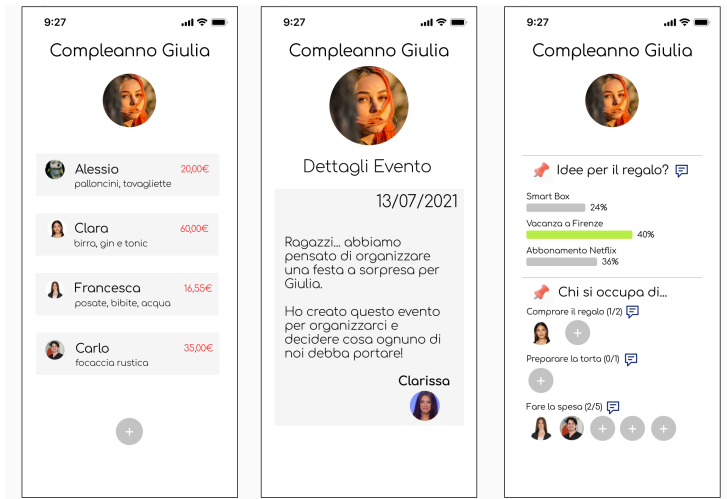 9:27
Compleanno Giulia
Alessio 20,00€
palloncini, tovagliette
Clara 60,00€
birra, gin e tonic
Francesca 16,55€
posate, bibite, acqua
Carlo 35,00€
focaccia rustica
+
9:27
Compleanno Giulia
Dettagli Evento
13/07/2021
Ragazzi... abbiamo
pensato di organizzare
una festa a sorpresa per
Giulia.
Ho creato questo evento
per organizzarci e
decidere cosa ognuno di
noi debba portare!
Clarissa
9:27
Compleanno Giulia
Idee per il regalo?
Smart Box
24%
Vacanza a Firenze
40%
Abbonamento Netflix
36%
Chi si occupa di...
Comprare il regalo (1/2)
+
Preparare la torta (0/1)
+
Fare la spesa (2/5)
+ + +